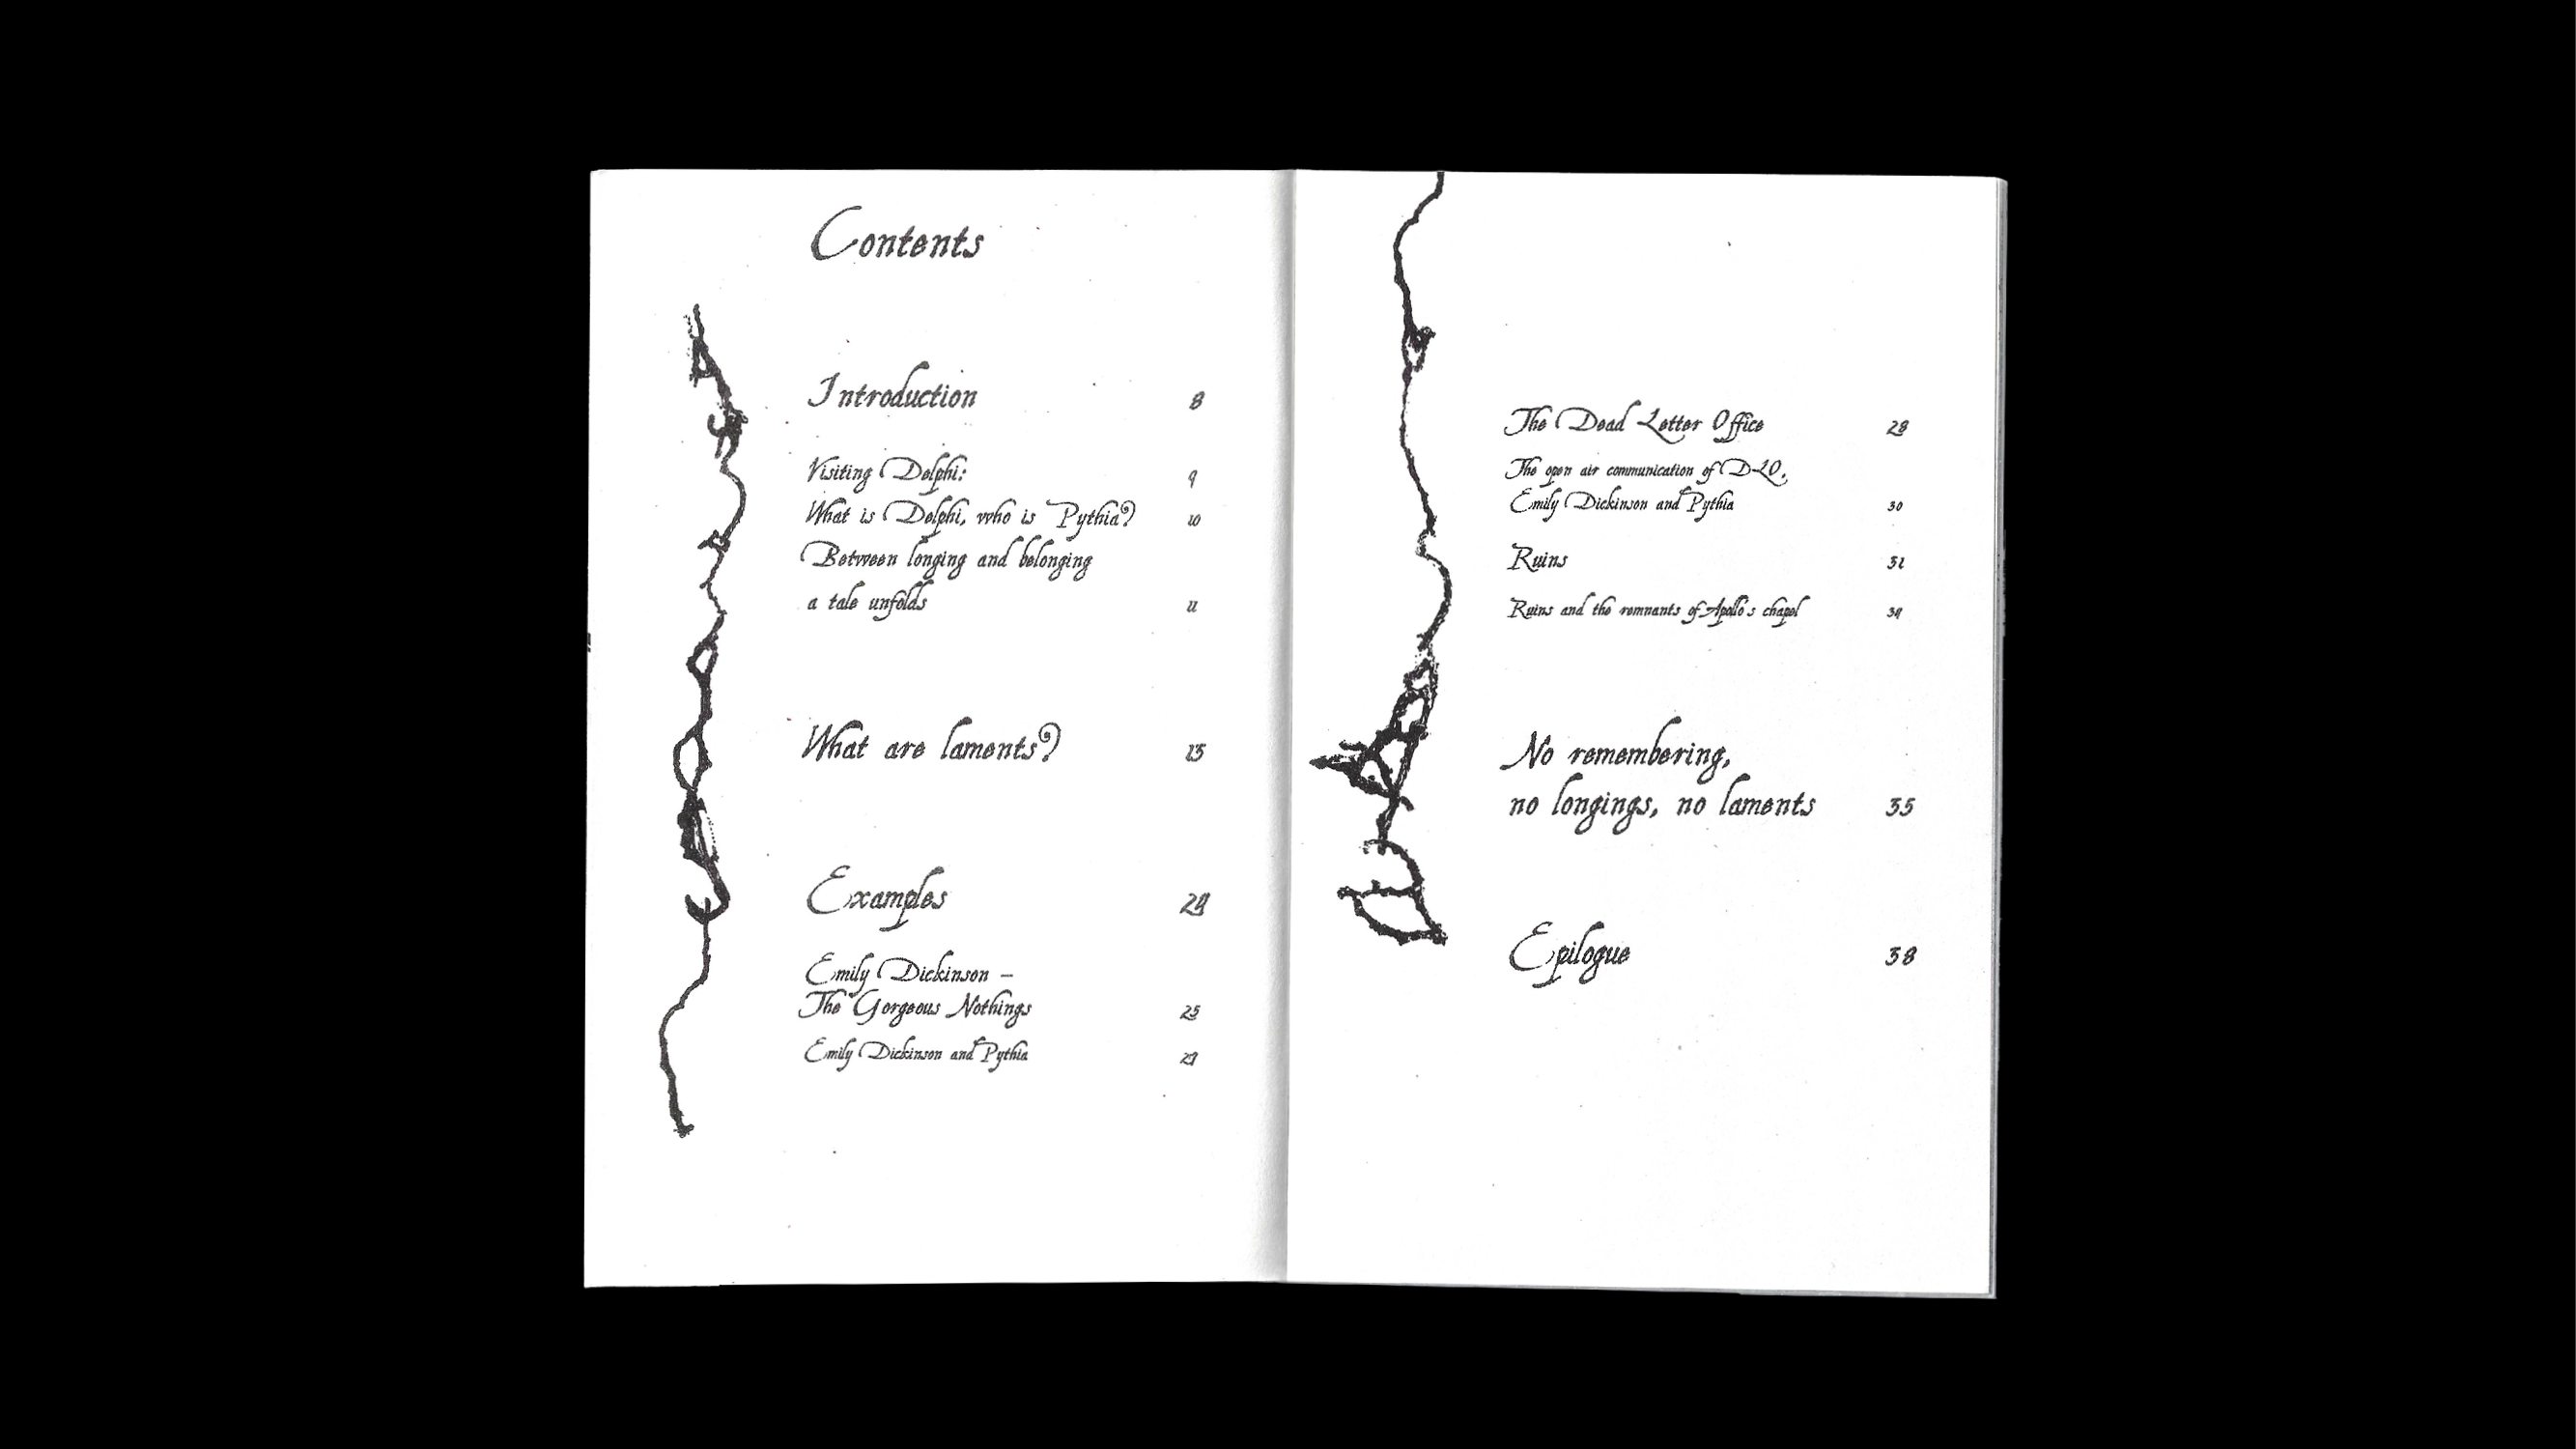 Contents
Introduction 8
Visiting Delphi: 9
What is Delphi, who is Pythia? 10
Between longing and belonging
a tale unfolds 11
What are laments? 13
Examples 24
Emily Dickinson –
The Gorgeous Nothings 25
Emily Dickinson and Pythia 27
The Dead Letter Office 28
The open air communication of DLO,
Emily Dickinson and Pythia 30
Ruins 31
Ruins and the remnants of Apollo's chapel 34
No remembering,
no longings, no laments 35
Epilogue 38